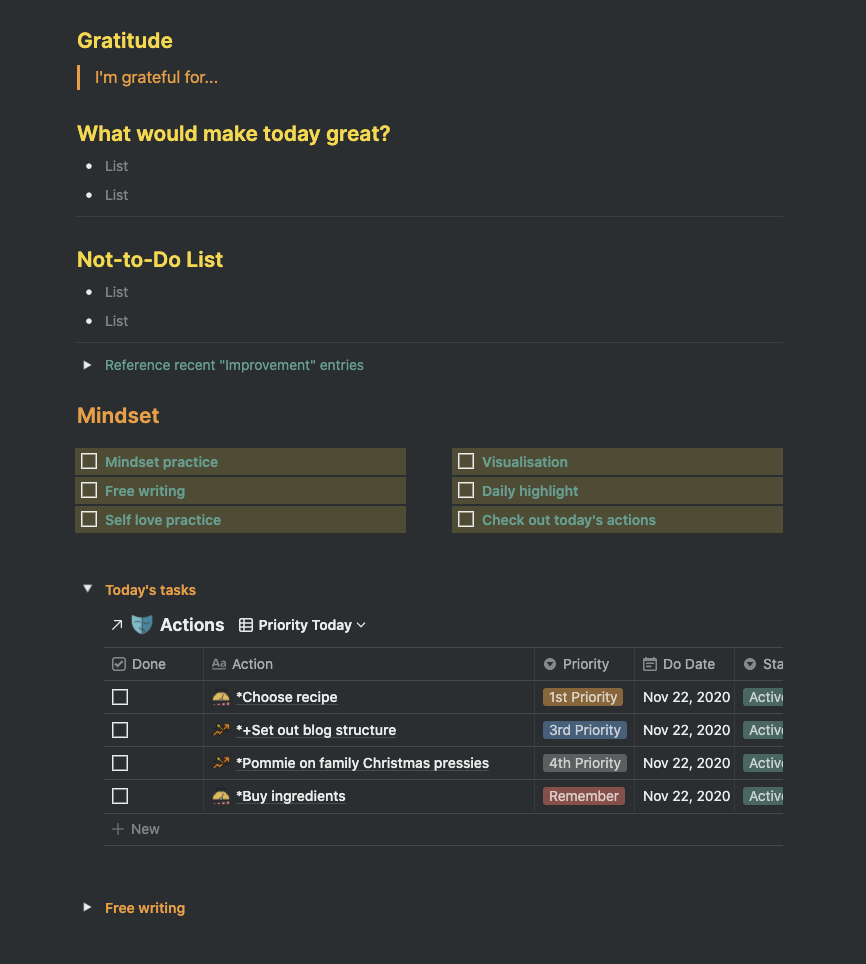 Gratitude
I'm grateful for...
What would make today great?
List
List
Not-to-Do List
List
List
Reference recent "Improvement" entries
Mindset
Mindset practice
Free writing
Self love practice
Visualisation
Daily highlight
Check out today's actions
Today's tasks
Actions Priority Today
Done Aa Action Priority Do Date Sta
*Choose recipe 1st Priority Nov 22, 2020 Active
*+Set out blog structure 3rd Priority Nov 22, 2020 Active
*Pommie on family Christmas pressies 4th Priority Nov 22, 2020 Active
*Buy ingredients Remember Nov 22, 2020 Active
+ New
Free writing